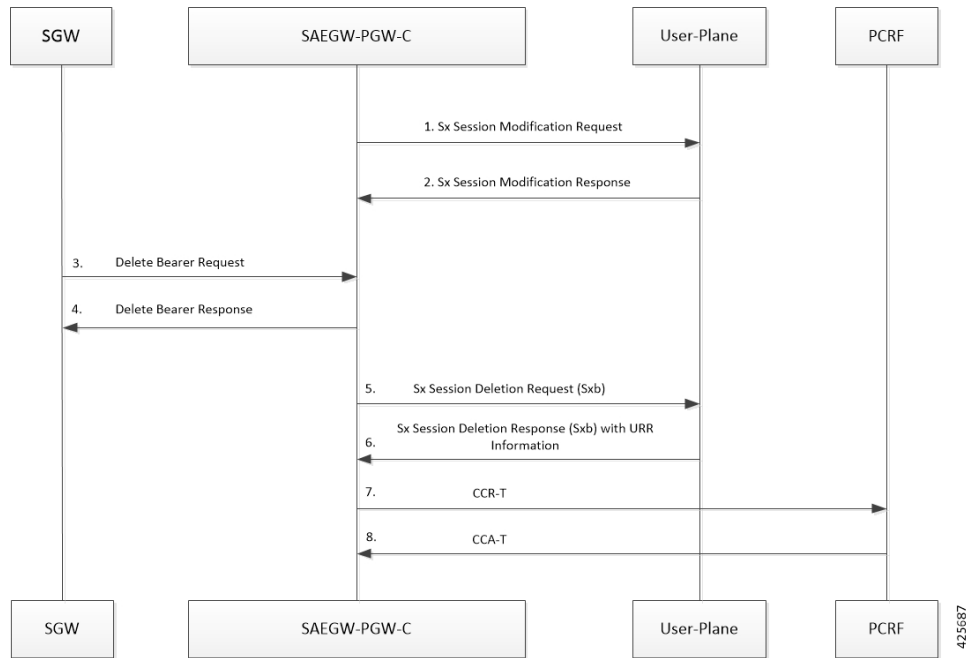 SGW
SAEGW-PGW-C
User-Plane
PCRF
1. Sx Session Modification Request
2. Sx Session Modification Response
3. Delete Bearer Request
4. Delete Bearer Response
5. Sx Session Deletion Request (Sxb)
Sx Session Deletion Response (Sxb) with URR
6. Information
7. CCR-T
8. CCA-T
SGW
SAEGW-PGW-C
User-Plane
PCRF
425687